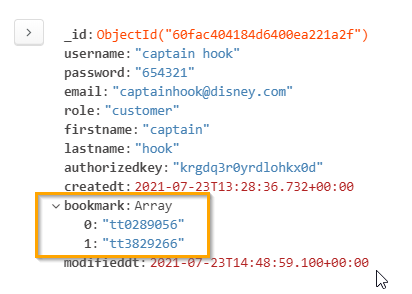 _id: ObjectId("60fac404184d6400ea221a2f")
username: "captain hook"
password: "654321"
email: "captainhook@disney.com"
role: "customer"
firstname: "captain"
lastname: "hook"
authorizedkey: "krgdq3r0yrdlohkx0d"
createdt: 2021-07-23T13:28:36.732+00:00
bookmark: Array
0: "tt0289056"
1: "tt3829266"
modifieddt: 2021-07-23T14:48:59.100+00:00